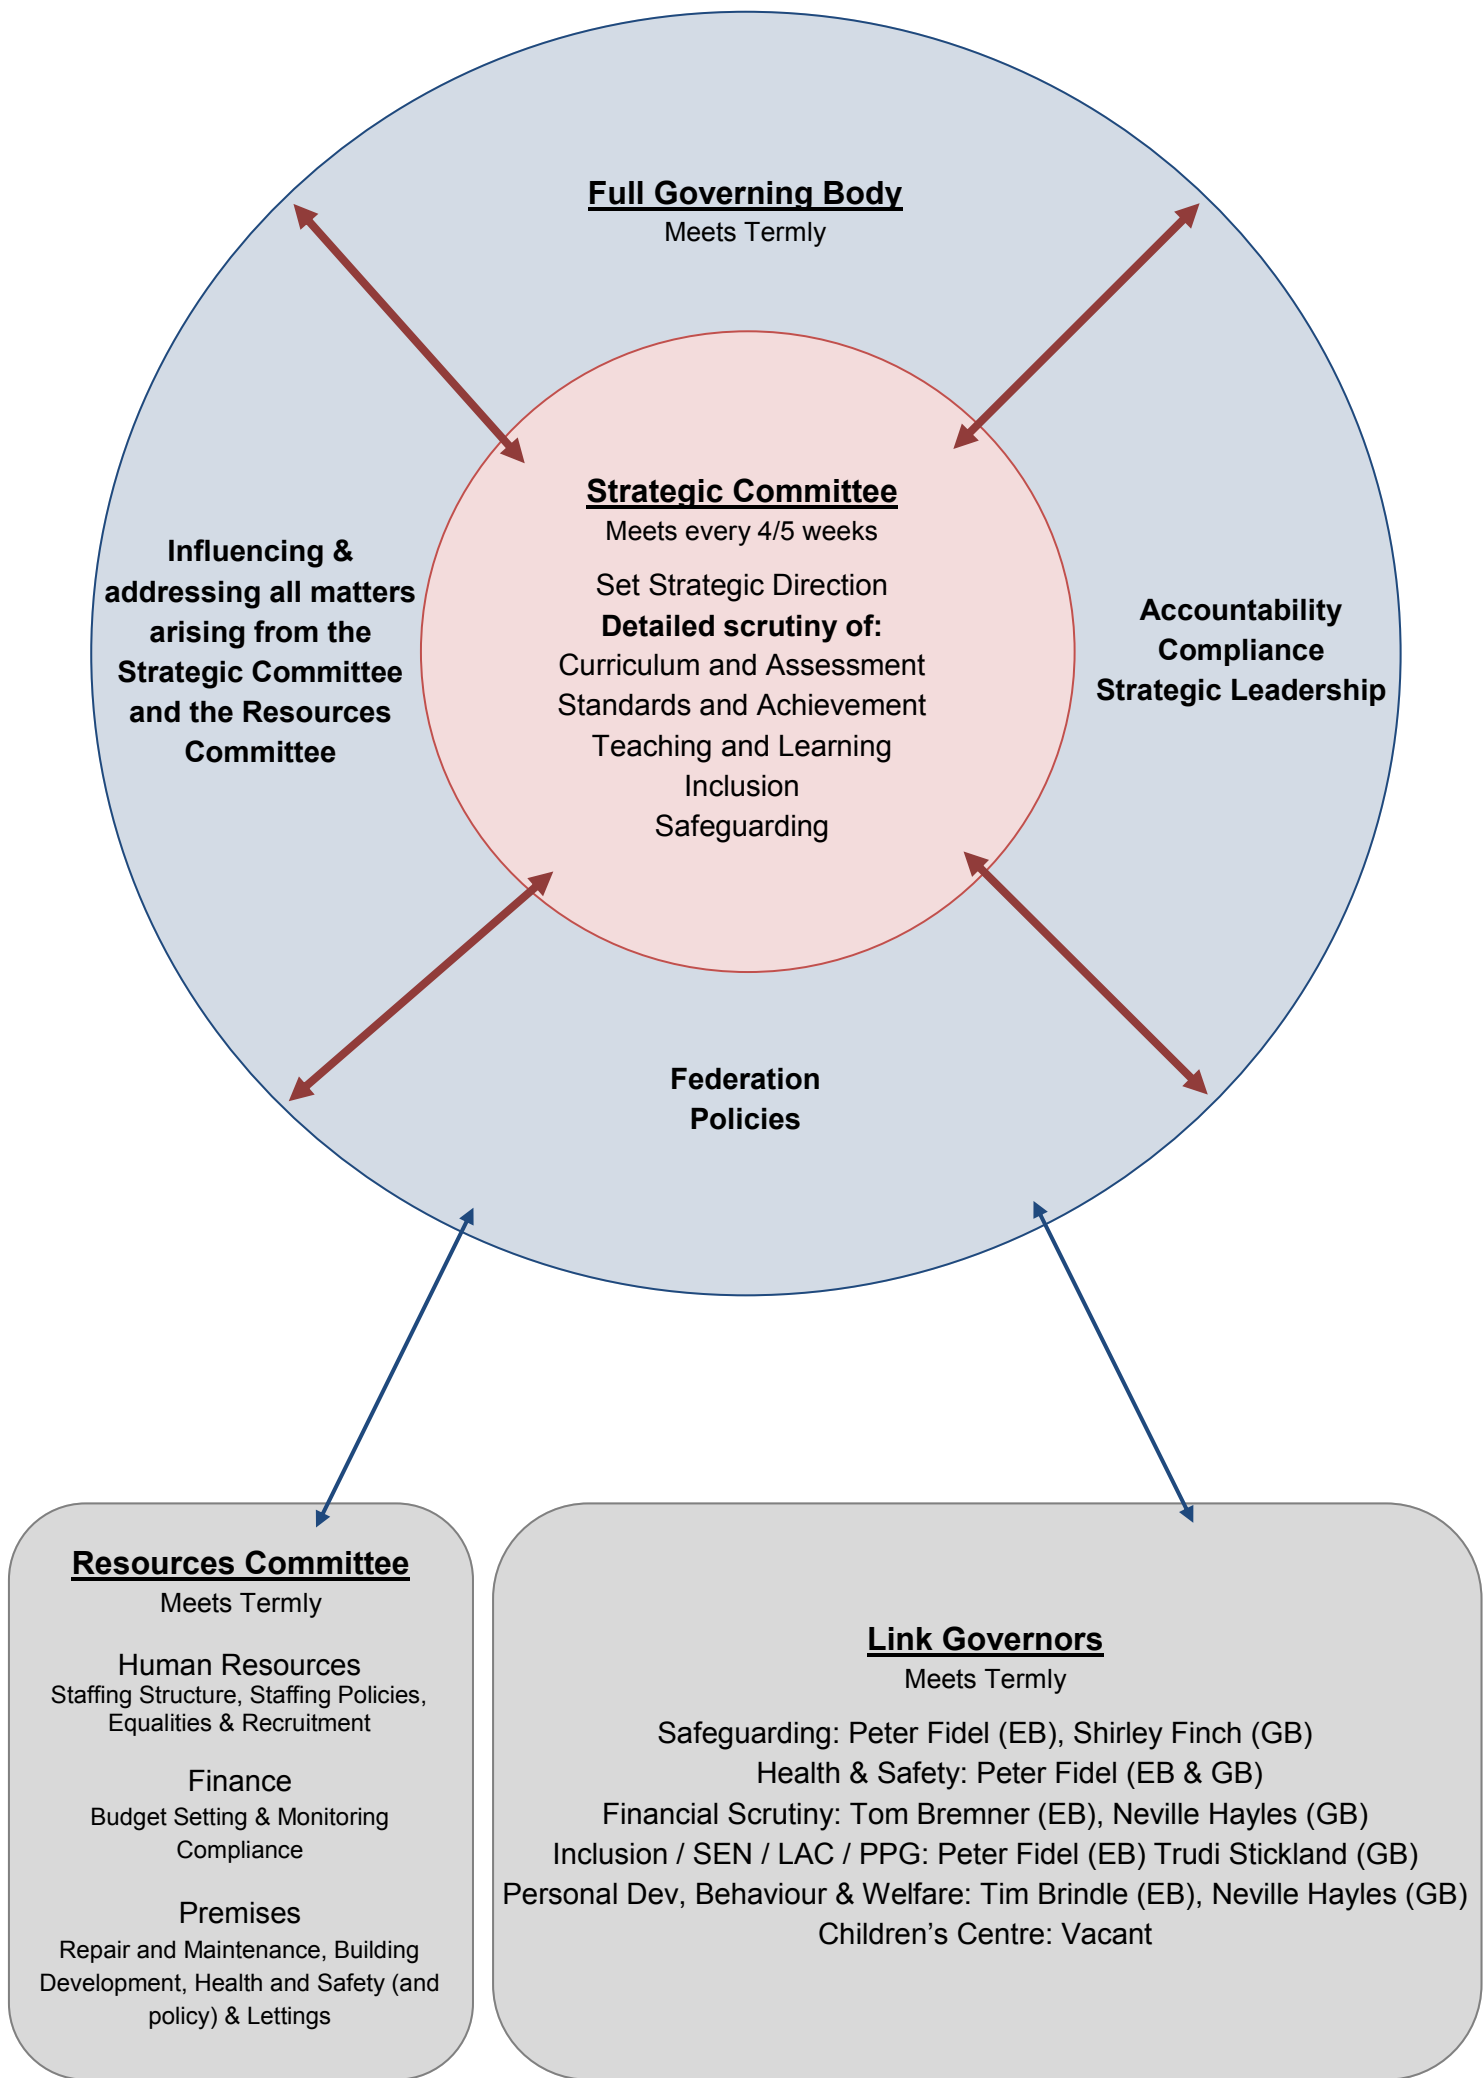 Full Governing Body
Meets Termly
Strategic Committee
Meets every 4/5 weeks
Set Strategic Direction
Detailed scrutiny of:
Curriculum and Assessment
Standards and Achievement
Teaching and Learning
Inclusion
Safeguarding
Influencing &
addressing all matters
arising from the
Strategic Committee
and the Resources
Committee
Accountability
Compliance
Strategic Leadership
Federation
Policies
Resources Committee
Meets Termly
Human Resources
Staffing Structure, Staffing Policies,
Equalities & Recruitment
Finance
Budget Setting & Monitoring
Compliance
Premises
Repair and Maintenance, Building
Development, Health and Safety (and
policy) & Lettings
Link Governors
Meets Termly
Safeguarding: Peter Fidel (EB), Shirley Finch (GB)
Health & Safety: Peter Fidel (EB & GB)
Financial Scrutiny: Tom Bremner (EB), Neville Hayles (GB)
Inclusion / SEN / LAC / PPG: Peter Fidel (EB) Trudi Stickland (GB)
Personal Dev, Behaviour & Welfare: Tim Brindle (EB), Neville Hayles (GB)
Children’s Centre: Vacant